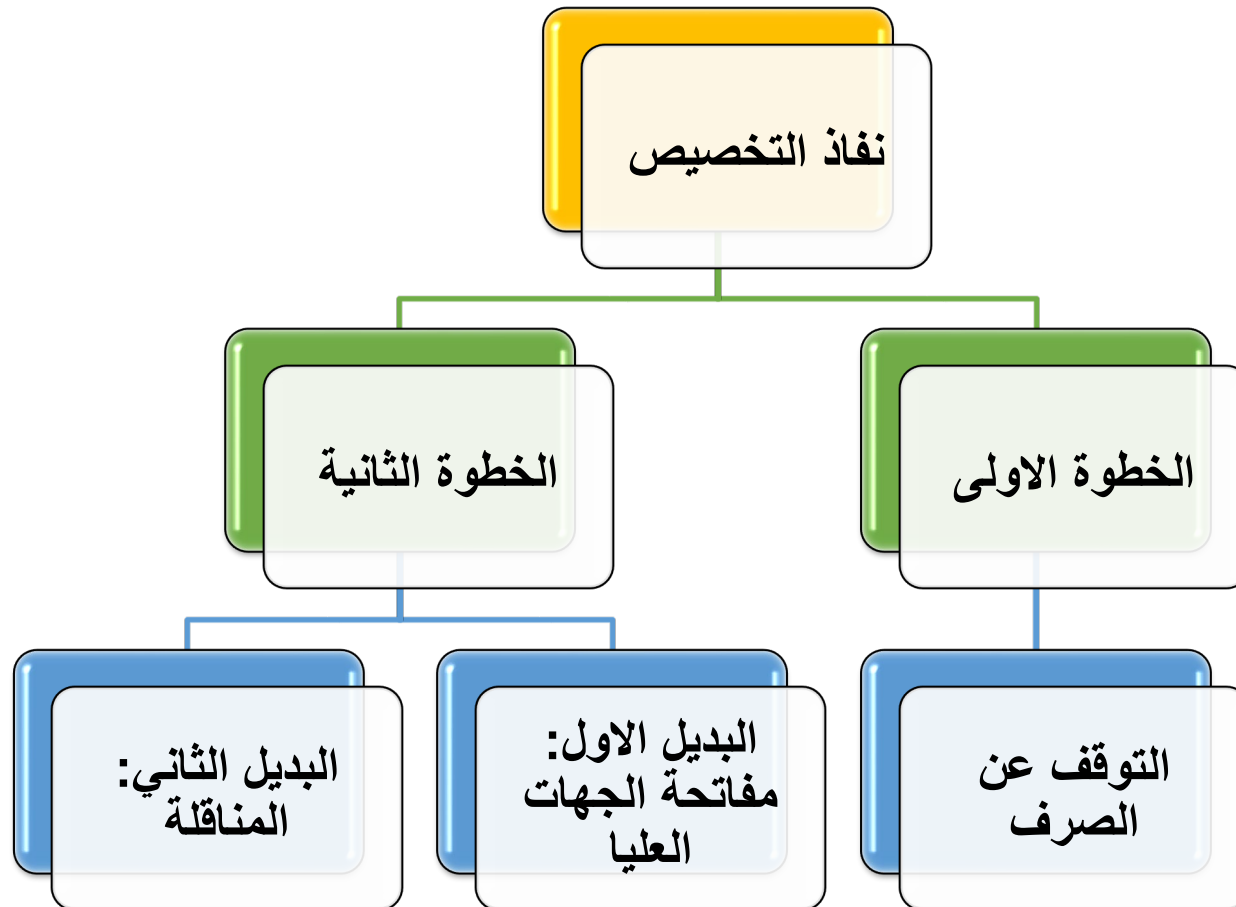 نفاذ التخصيص
الخطوة الاولى
الخطوة الثانية
التوقف عن
الصرف
البديل الاول:
مفاتحة الجهات
العليا
البديل الثاني:
المناقلة